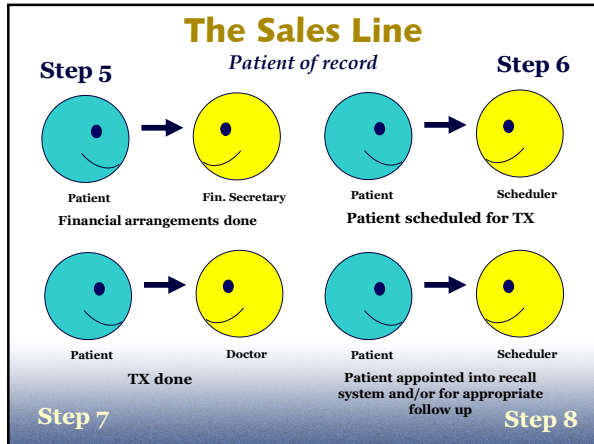 The Sales Line
Patient of record
Step 5
Step 6
Patient
Fin. Secretary
Financial arrangements done
Patient
Scheduler
Patient scheduled for TX
Patient
Doctor
TX done
Step 7
Patient
Scheduler
Patient appointed into recall
system and/or for appropriate
follow up
Step 8